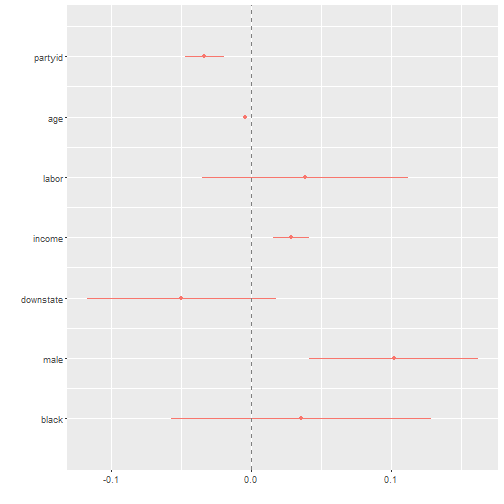 partyid
age
labor
income
downstate
male
black
-0.1 0.0 0.1